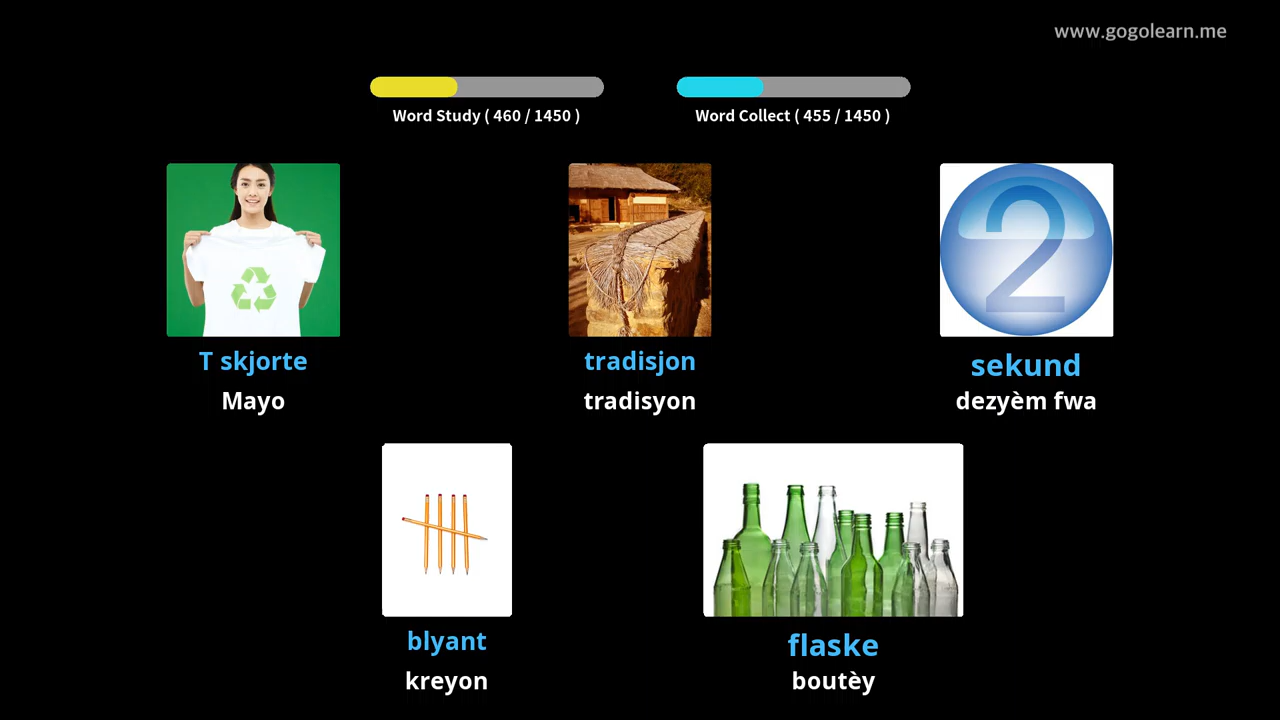 www.gogolearn.me
Word Study ( 460 / 1450 )
Word Collect ( 455 / 1450 )
2
T skjorte
Mayo
tradisjon
tradisyon
sekund
dezyèm fwa
blyant
kreyon
flaske
boutèy